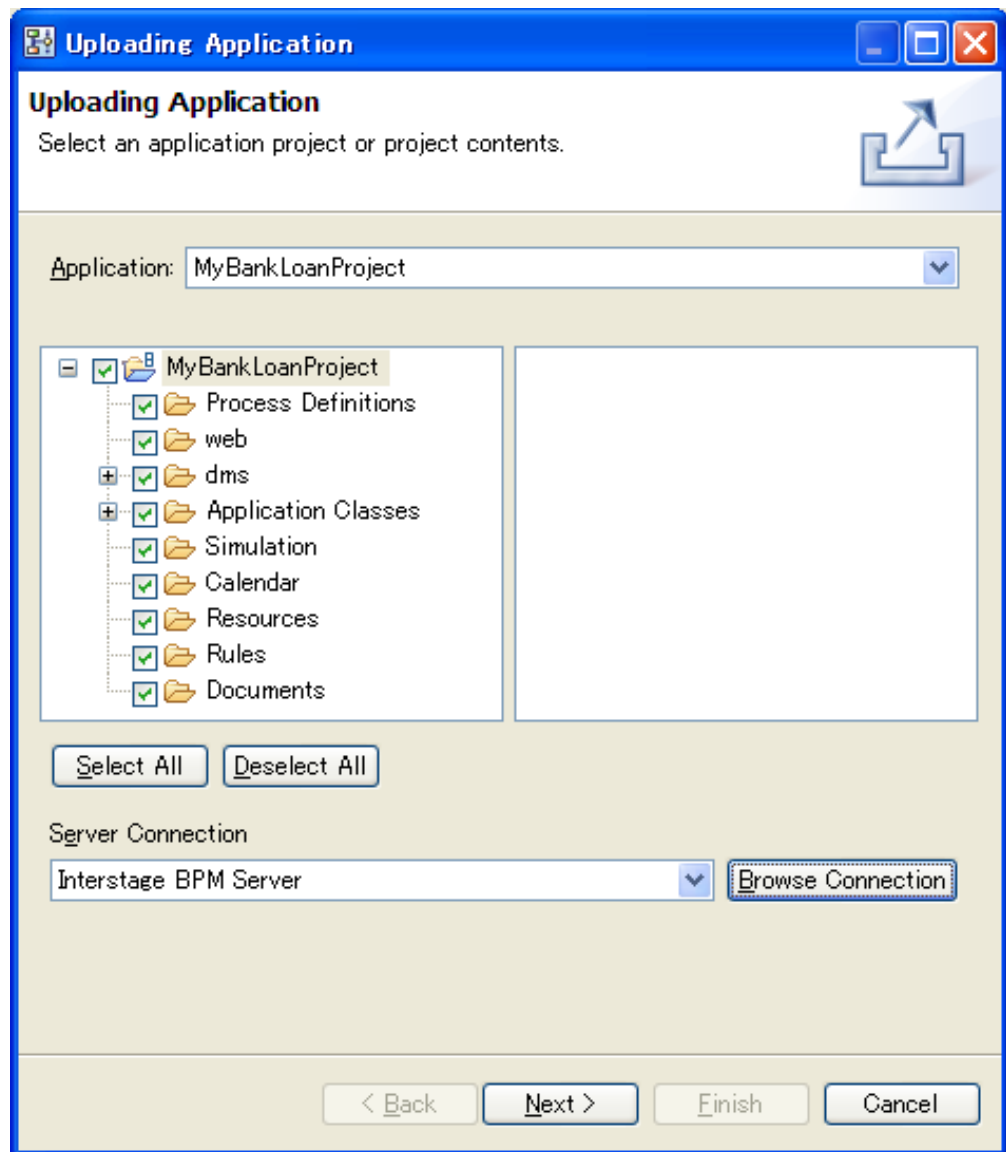 Uploading Application
Uploading Application
Select an application project or project contents.
Application: MyBankLoanProject
MyBankLoanProject
Process Definitions
web
dms
Application Classes
Simulation
Calendar
Resources
Rules
Documents
Select All Deselect All
Server Connection
Interstage BPM Server Browse Connection
< Back Next > Finish Cancel